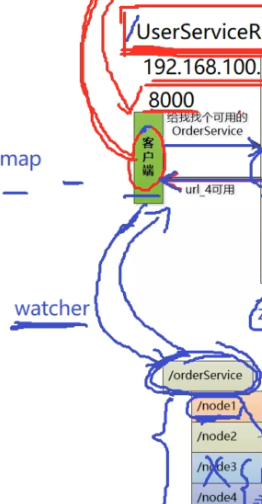 /UserServiceR
192.168.100.
8000
给找找个可用的
OrderService
客户端
map
url_4可用
watcher
/orderService
/node1
/node2
/node3
/node4